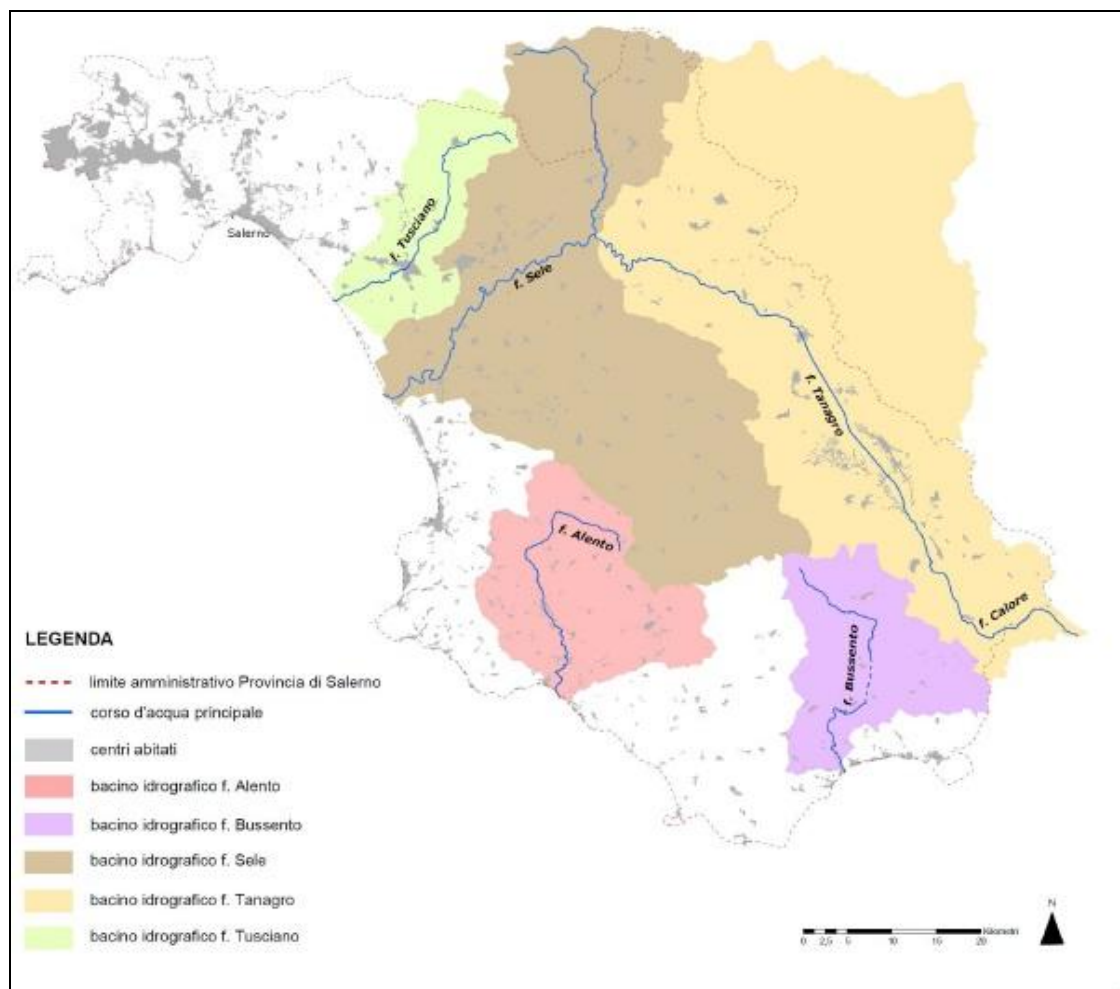 Salerno
f. Tusciano
f. Sele
f. Tanagro
f. Alento
f. Calore
f. Bussento
LEGENDA
limite amministrativo Provincia di Salerno
corso d'acqua principale
centri abitati
bacino idrografico f. Alento
bacino idrografico f. Bussento
bacino idrografico f. Sele
bacino idrografico f. Tanagro
bacino idrografico f. Tusciano
N
Kilometri
0 2,5 5 10 15 20